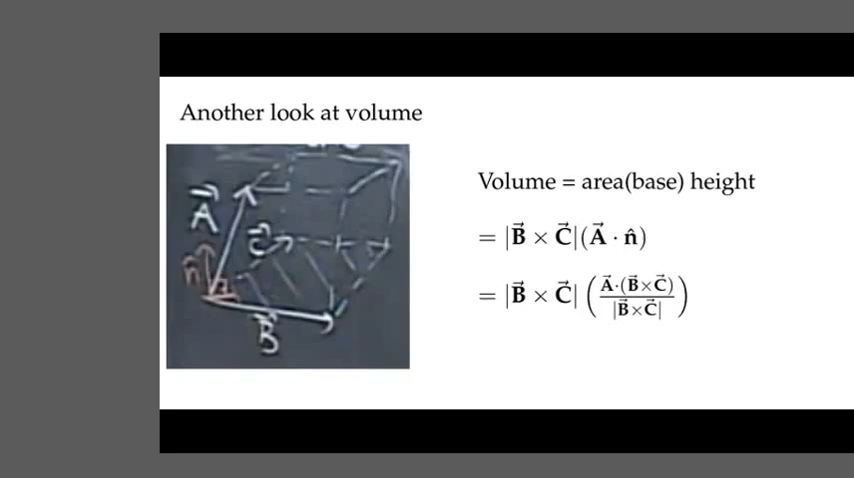 Another look at volume
A⃗
C⃗
n̂
B⃗
Volume = area(base) height
= |B⃗ × C⃗|(A⃗ · n̂)
= |B⃗ × C⃗| ( A⃗·(B⃗×C⃗) / |B⃗×C⃗| )